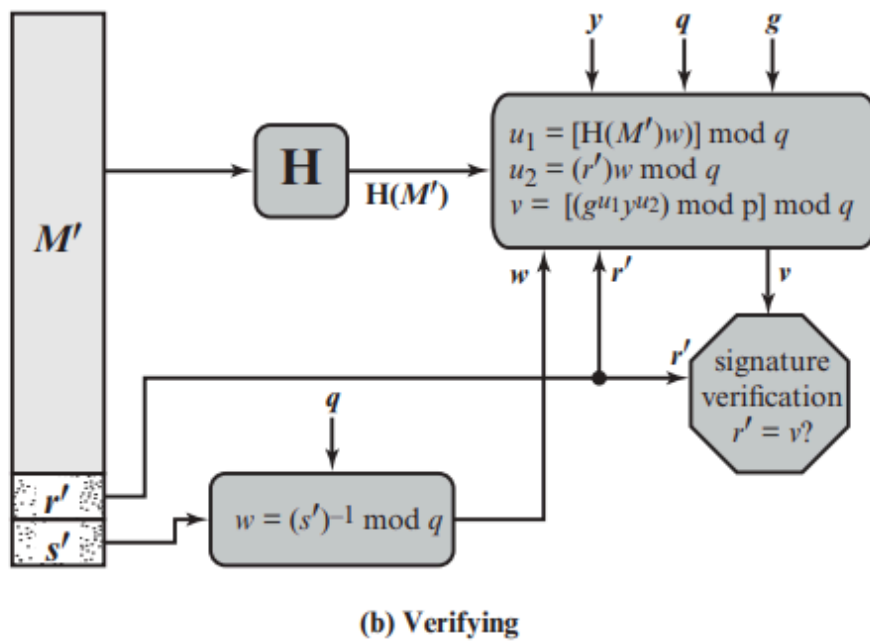 y q g
u₁ = [H(M′)w)] mod q
u₂ = (r′)w mod q
v = [(gᵘ¹yᵘ²) mod p] mod q
H
H(M′)
M′
w r′ v
r′
signature
verification
r′ = v?
q
r′
w = (s′)⁻¹ mod q
s′
(b) Verifying